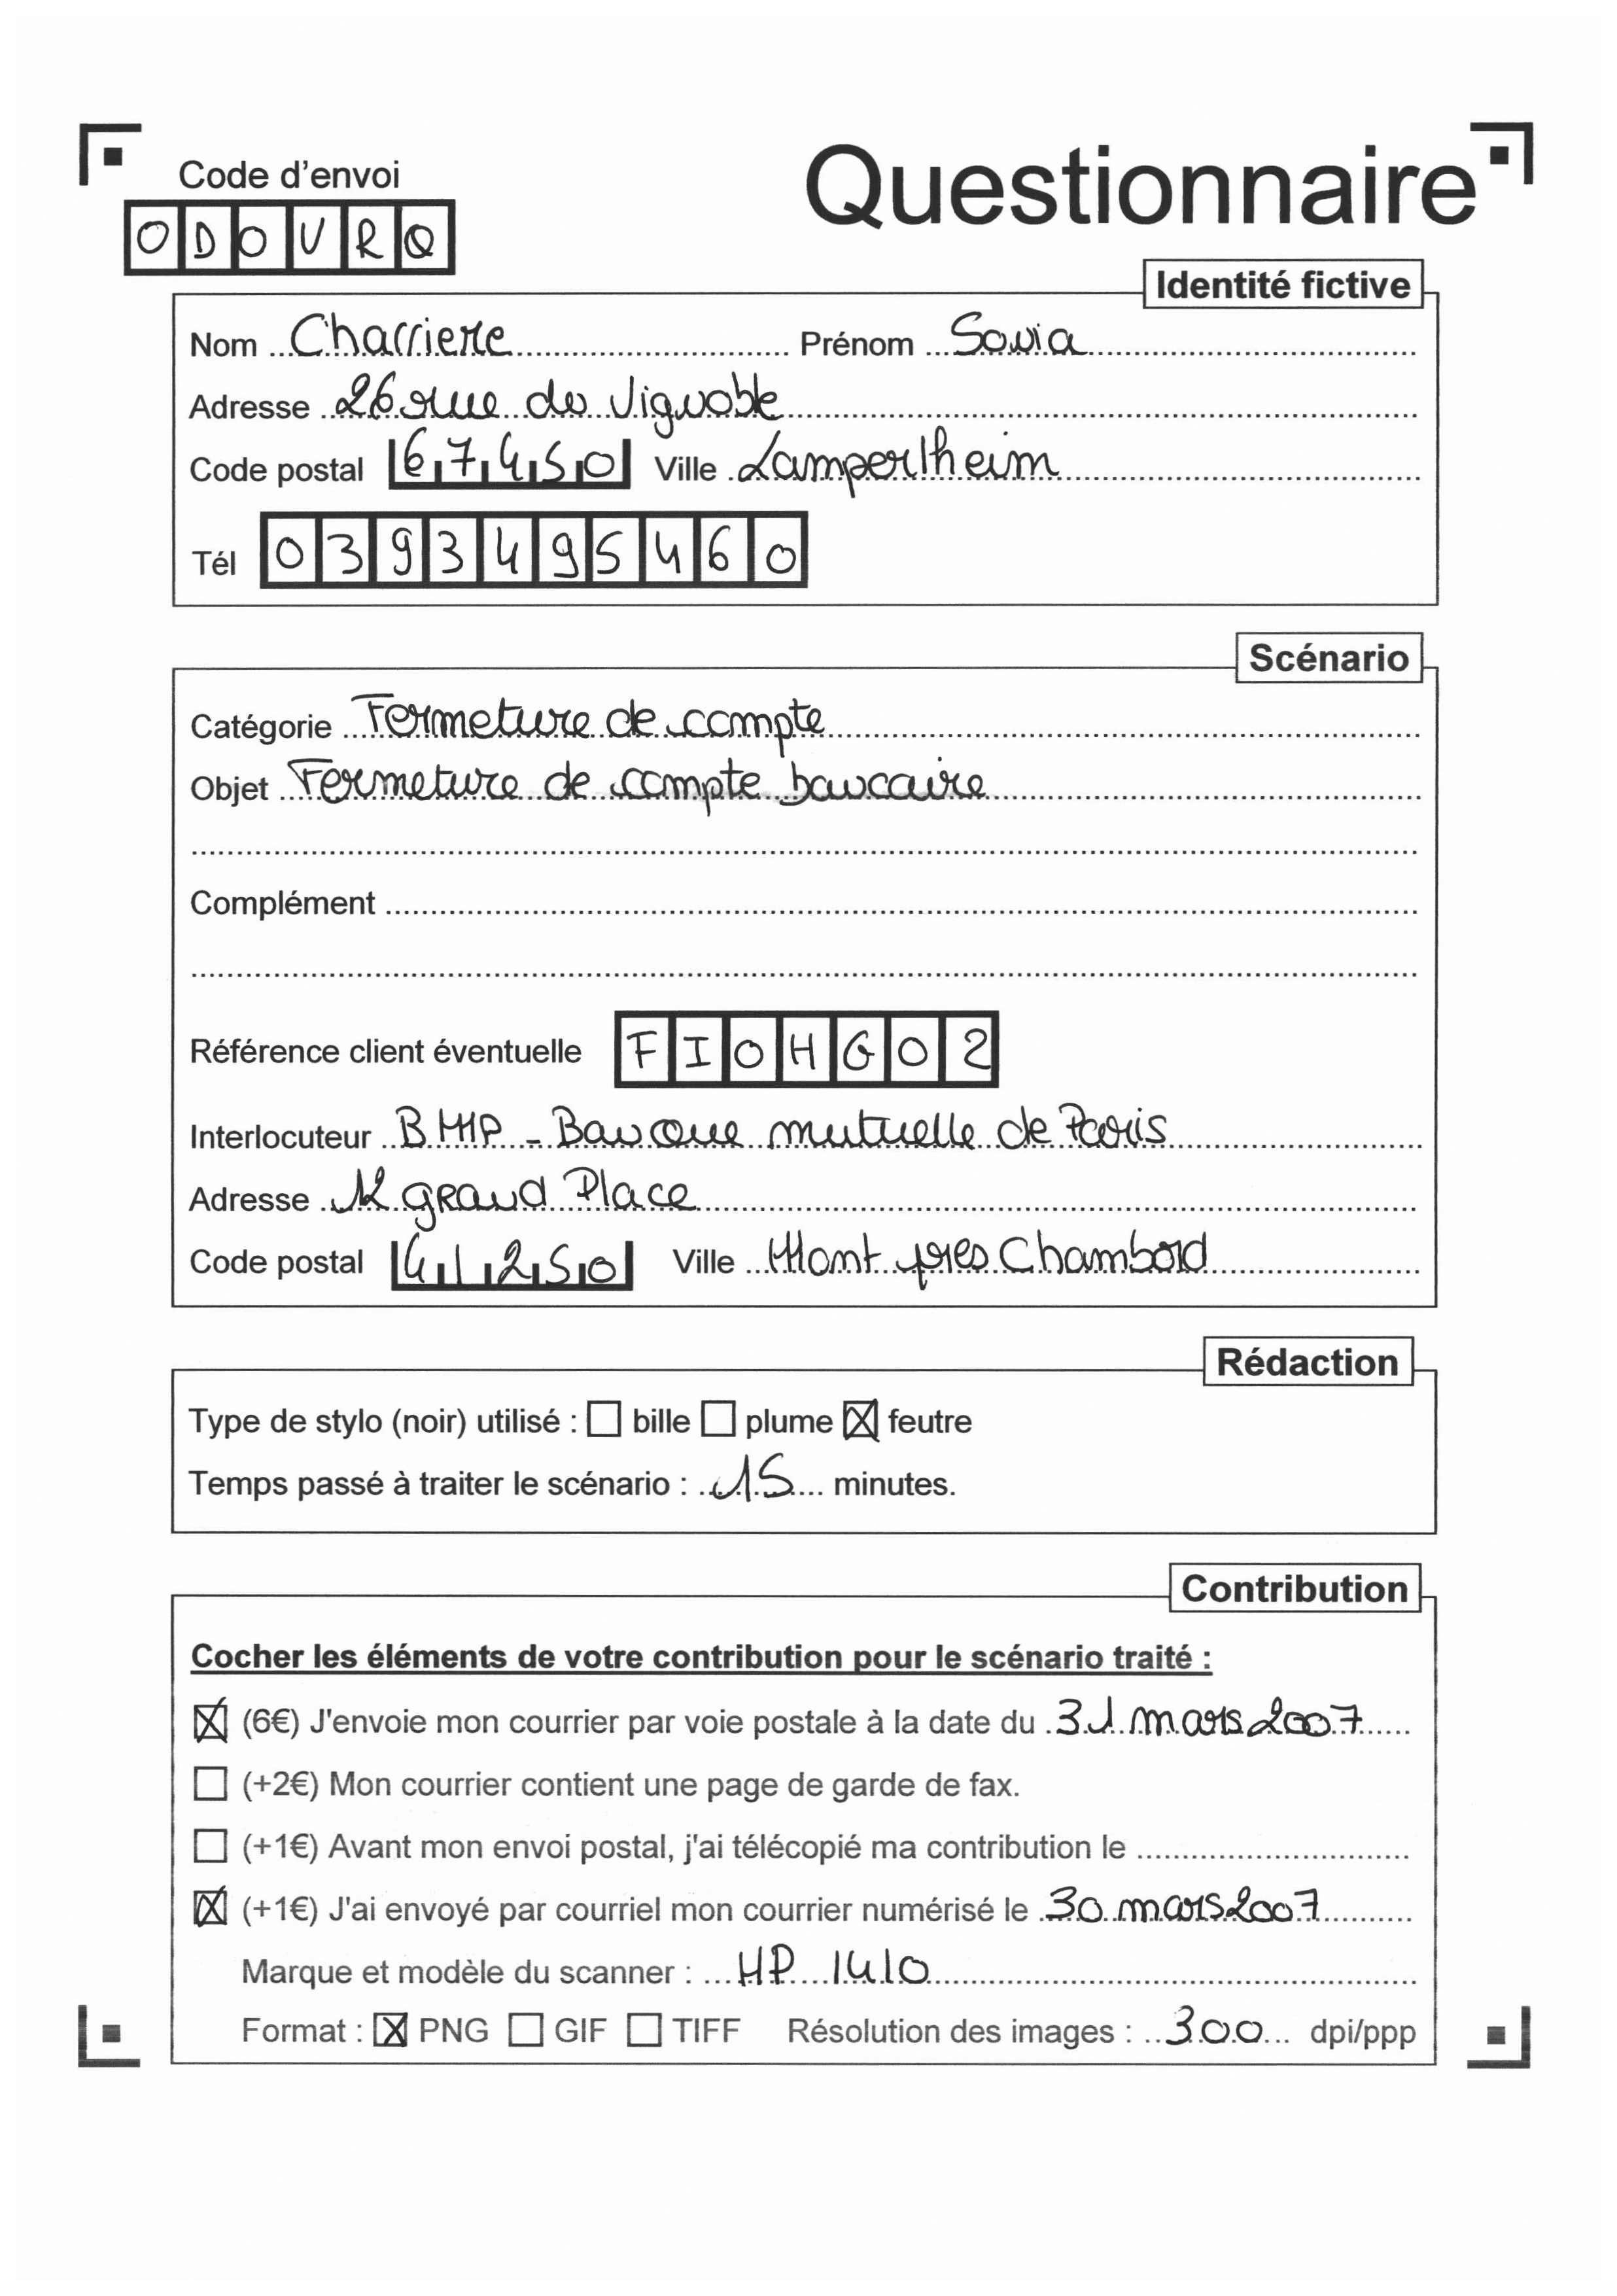 Code d'envoi
Questionnaire
ODOVRQ
Identité fictive
Nom Charriere Prénom Sonia
Adresse 26 rue du Vignoble
Code postal 67450 Ville Lampertheim
Tél 0393495460
Scénario
Catégorie Fermeture de compte
Objet Fermeture de compte bancaire
Complément
Référence client éventuelle FIOHG02
Interlocuteur BMP - Banque mutuelle de Paris
Adresse 12 grand Place
Code postal 41250 Ville Mont pres Chambord
Rédaction
Type de stylo (noir) utilisé : ☐ bille ☐ plume ☒ feutre
Temps passé à traiter le scénario : 15 minutes.
Contribution
Cocher les éléments de votre contribution pour le scénario traité :
☒ (6€) J'envoie mon courrier par voie postale à la date du 31 mars 2007
☐ (+2€) Mon courrier contient une page de garde de fax.
☐ (+1€) Avant mon envoi postal, j'ai télécopié ma contribution le
☒ (+1€) J'ai envoyé par courriel mon courrier numérisé le 30 mars 2007
Marque et modèle du scanner : HP 1410
Format : ☒ PNG ☐ GIF ☐ TIFF Résolution des images : 300 dpi/ppp